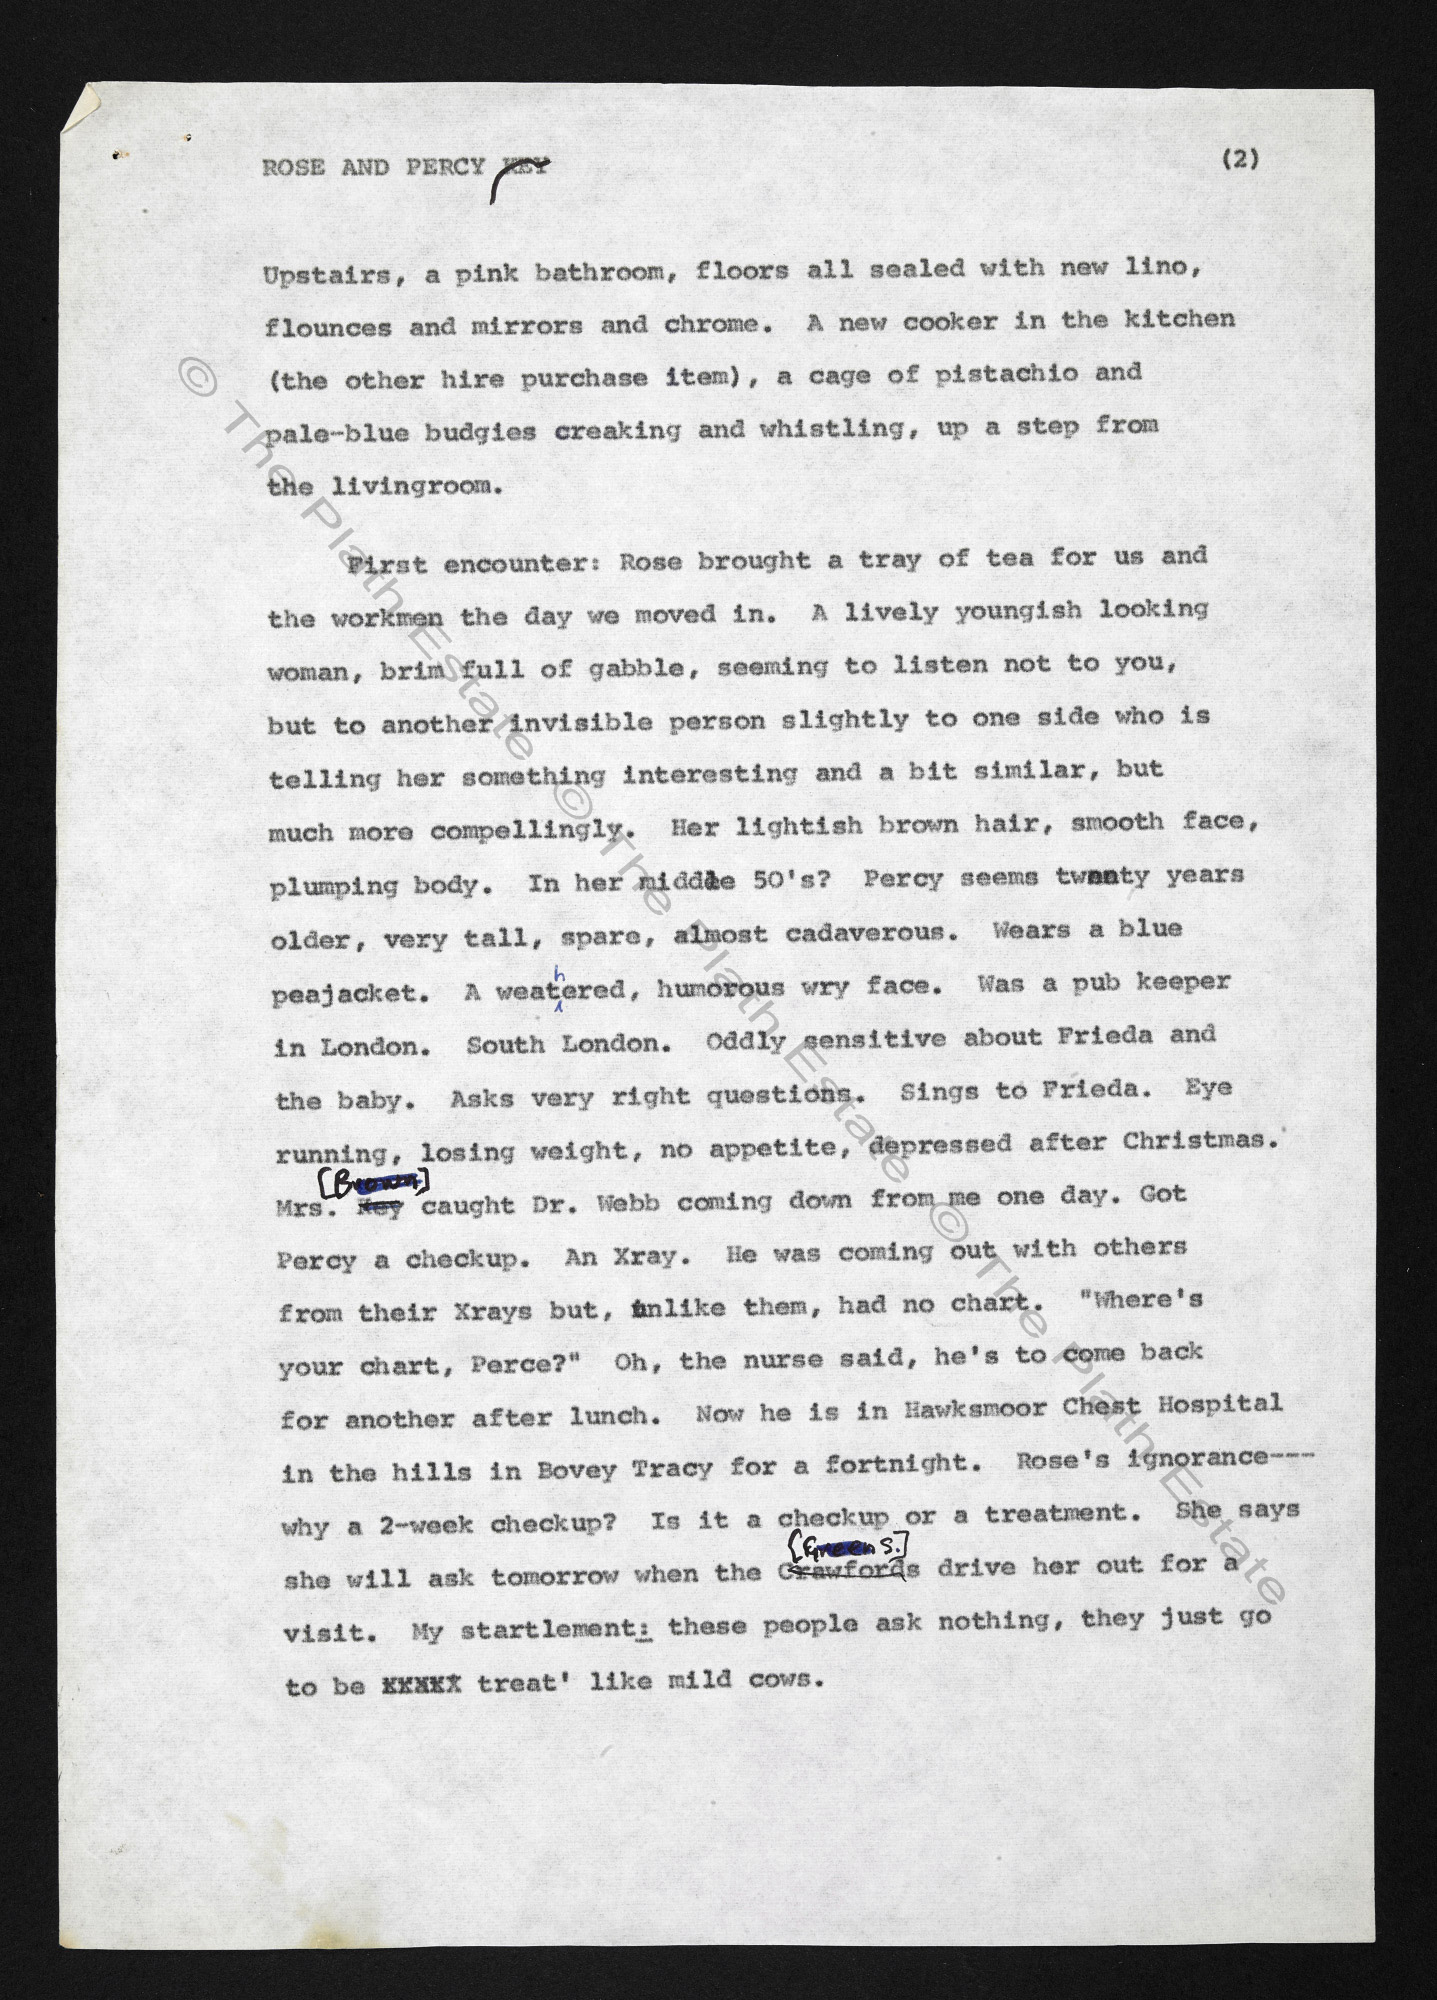 ROSE AND PERCY KEY (2)
Upstairs, a pink bathroom, floors all sealed with new lino,
flounces and mirrors and chrome. A new cooker in the kitchen
(the other hire purchase item), a cage of pistachio and
pale-blue budgies creaking and whistling, up a step from
the livingroom.
First encounter: Rose brought a tray of tea for us and
the workmen the day we moved in. A lively youngish looking
woman, brim full of gabble, seeming to listen not to you,
but to another invisible person slightly to one side who is
telling her something interesting and a bit similar, but
much more compellingly. Her lightish brown hair, smooth face,
plumping body. In her middle 50's? Percy seems twenty years
older, very tall, spare, almost cadaverous. Wears a blue
peajacket. A weathered, humorous wry face. Was a pub keeper
in London. South London. Oddly sensitive about Frieda and
the baby. Asks very right questions. Sings to Frieda. Eye
running, losing weight, no appetite, depressed after Christmas.
[Brown]
Mrs. Key caught Dr. Webb coming down from me one day. Got
Percy a checkup. An Xray. He was coming out with others
from their Xrays but, unlike them, had no chart. "Where's
your chart, Perce?" Oh, the nurse said, he's to come back
for another after lunch. Now he is in Hawksmoor Chest Hospital
in the hills in Bovey Tracy for a fortnight. Rose's ignorance---
why a 2-week checkup? Is it a checkup or a treatment. She says
[Greens.]
she will ask tomorrow when the Crawfords drive her out for a
visit. My startlement: these people ask nothing, they just go
to be treat' like mild cows.
© The Plath Estate © The Plath Estate © The Plath Estate